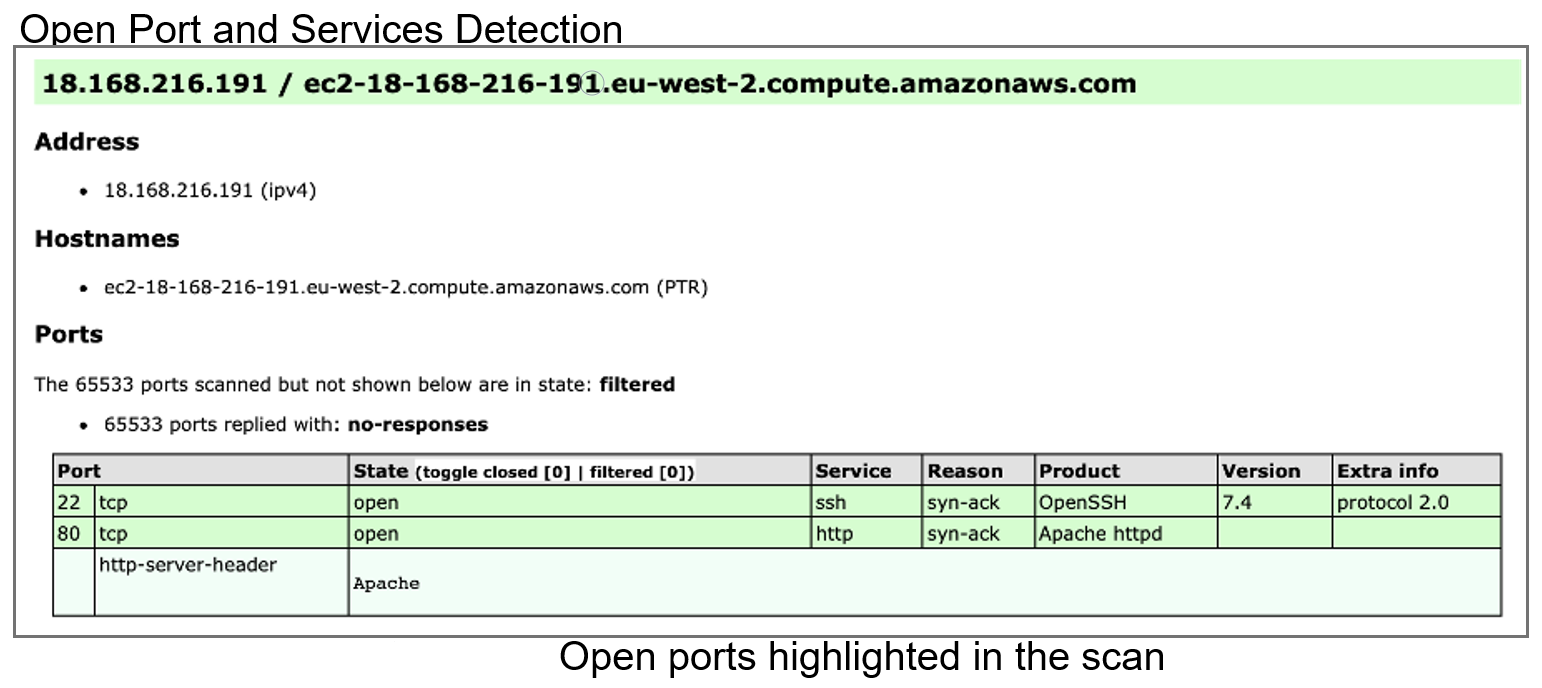 Open Port and Services Detection
18.168.216.191 / ec2-18-168-216-191.eu-west-2.compute.amazonaws.com
Address
• 18.168.216.191 (ipv4)
Hostnames
• ec2-18-168-216-191.eu-west-2.compute.amazonaws.com (PTR)
Ports
The 65533 ports scanned but not shown below are in state: filtered
• 65533 ports replied with: no-responses
Port State (toggle closed [0] | filtered [0]) Service Reason Product Version Extra info
22 tcp open ssh syn-ack OpenSSH 7.4 protocol 2.0
80 tcp open http syn-ack Apache httpd
http-server-header
Apache
Open ports highlighted in the scan